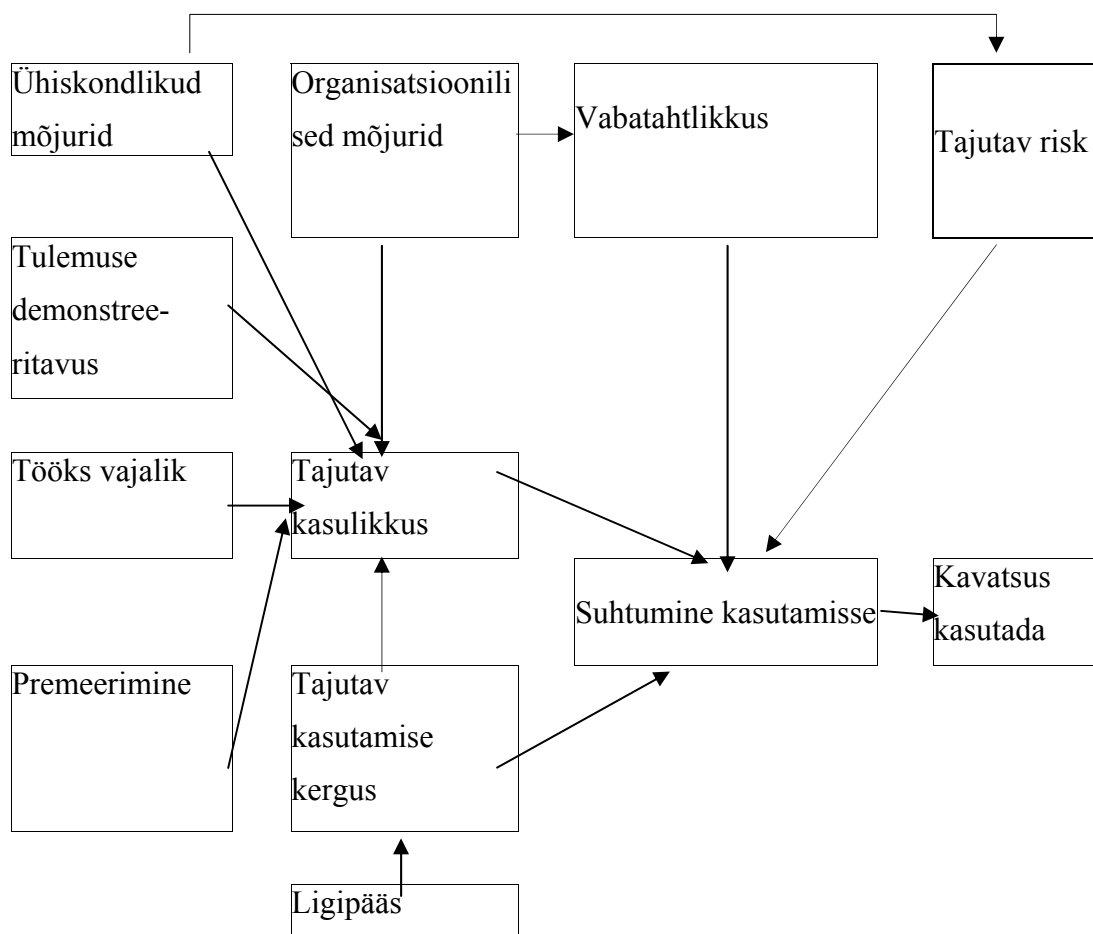 Ühiskondlikud
mõjurid
Organisatsiooni
sed mõjurid
Vabatahtlikkus
Tajutav risk
Tulemuse
demonstree-
ritavus
Tööks vajalik
Tajutav
kasulikkus
Suhtumine kasutamisse
Kavatsus
kasutada
Premeerimine
Tajutav
kasutamise
kergus
Ligipääs